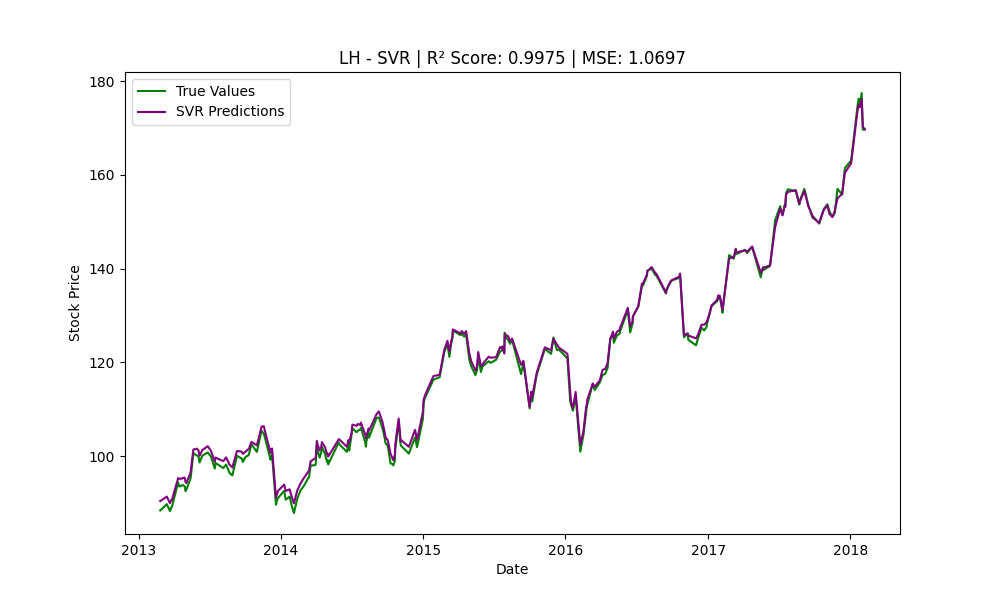 LH - SVR | R² Score: 0.9975 | MSE: 1.0697
True Values
SVR Predictions
Stock Price
180
160
140
120
100
2013 2014 2015 2016 2017 2018
Date